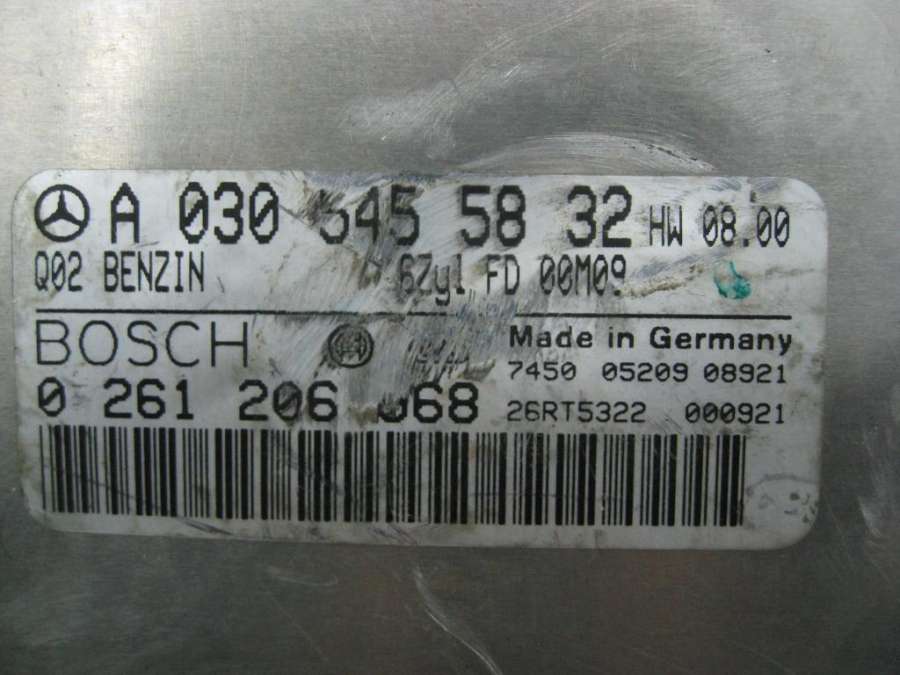 A 030 545 58 32 HW 08.00
Q02 BENZIN 6Zyl FD 00M09
BOSCH
Made in Germany
7450 05209 08921
0 261 206
26RT5322 000921